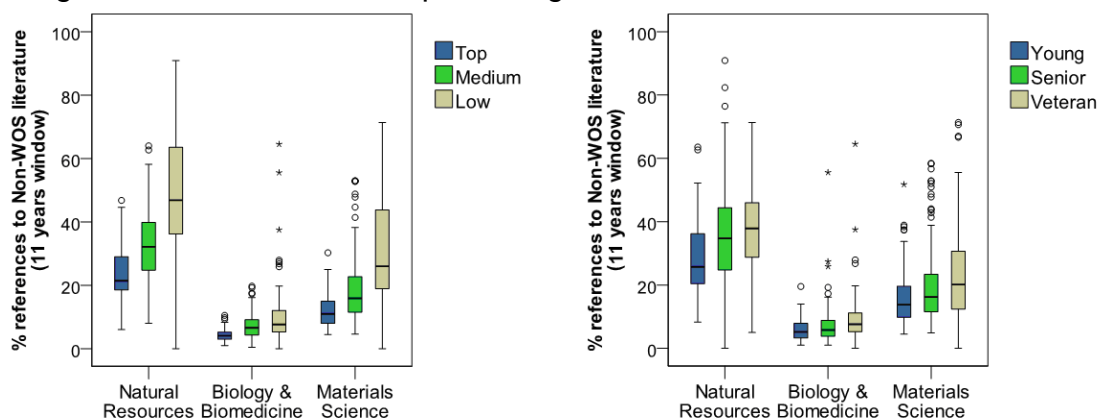 % references to Non-WOS literature
(11 years window)
100
80
60
40
20
0
Natural
Resources
Biology &
Biomedicine
Materials
Science
Top
Medium
Low
% references to Non-WOS literature
(11 years window)
100
80
60
40
20
0
Natural
Resources
Biology &
Biomedicine
Materials
Science
Young
Senior
Veteran